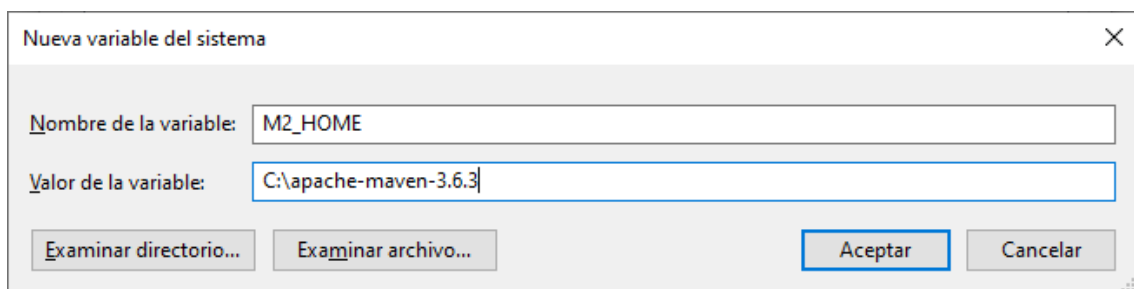 Nueva variable del sistema
Nombre de la variable: M2_HOME
Valor de la variable: C:\apache-maven-3.6.3
Examinar directorio... Examinar archivo... Aceptar Cancelar